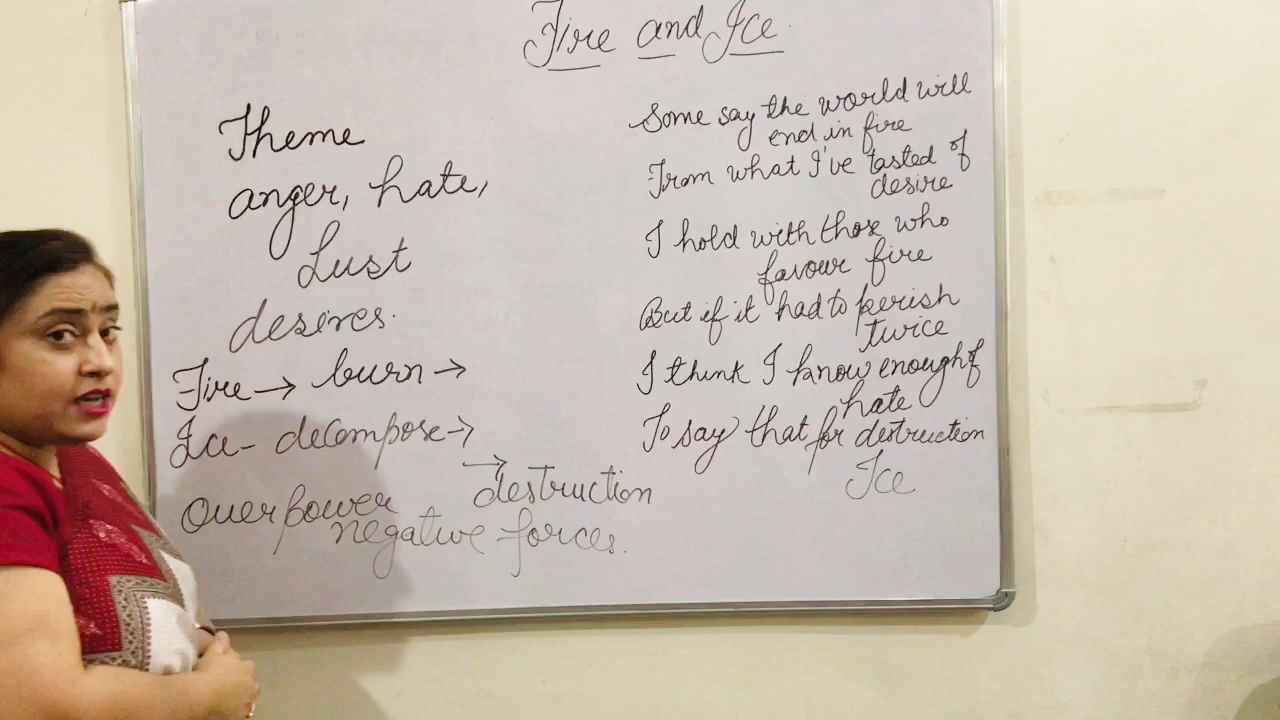 Fire and Ice
Theme
anger, hate,
Lust
desires.
Fire → burn →
Ice - decompose →
→ destruction
Overpower
negative forces.
Some say the world will
end in fire
From what I've tasted of
desire
I hold with those who
favour fire
But if it had to perish
twice
I think I know enough of
hate
To say that for destruction
Ice